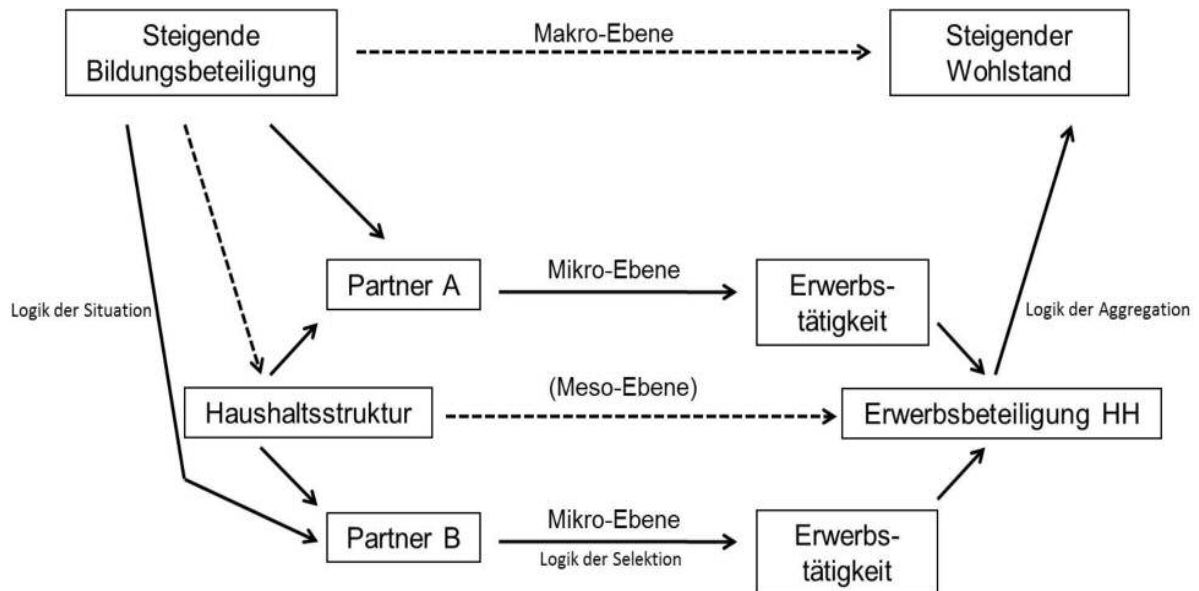 Steigende
Bildungsbeteiligung
Makro-Ebene
Steigender
Wohlstand
Logik der Situation
Partner A
Mikro-Ebene
Erwerbs-
tätigkeit
Logik der Aggregation
Haushaltsstruktur
(Meso-Ebene)
Erwerbsbeteiligung HH
Partner B
Mikro-Ebene
Logik der Selektion
Erwerbs-
tätigkeit